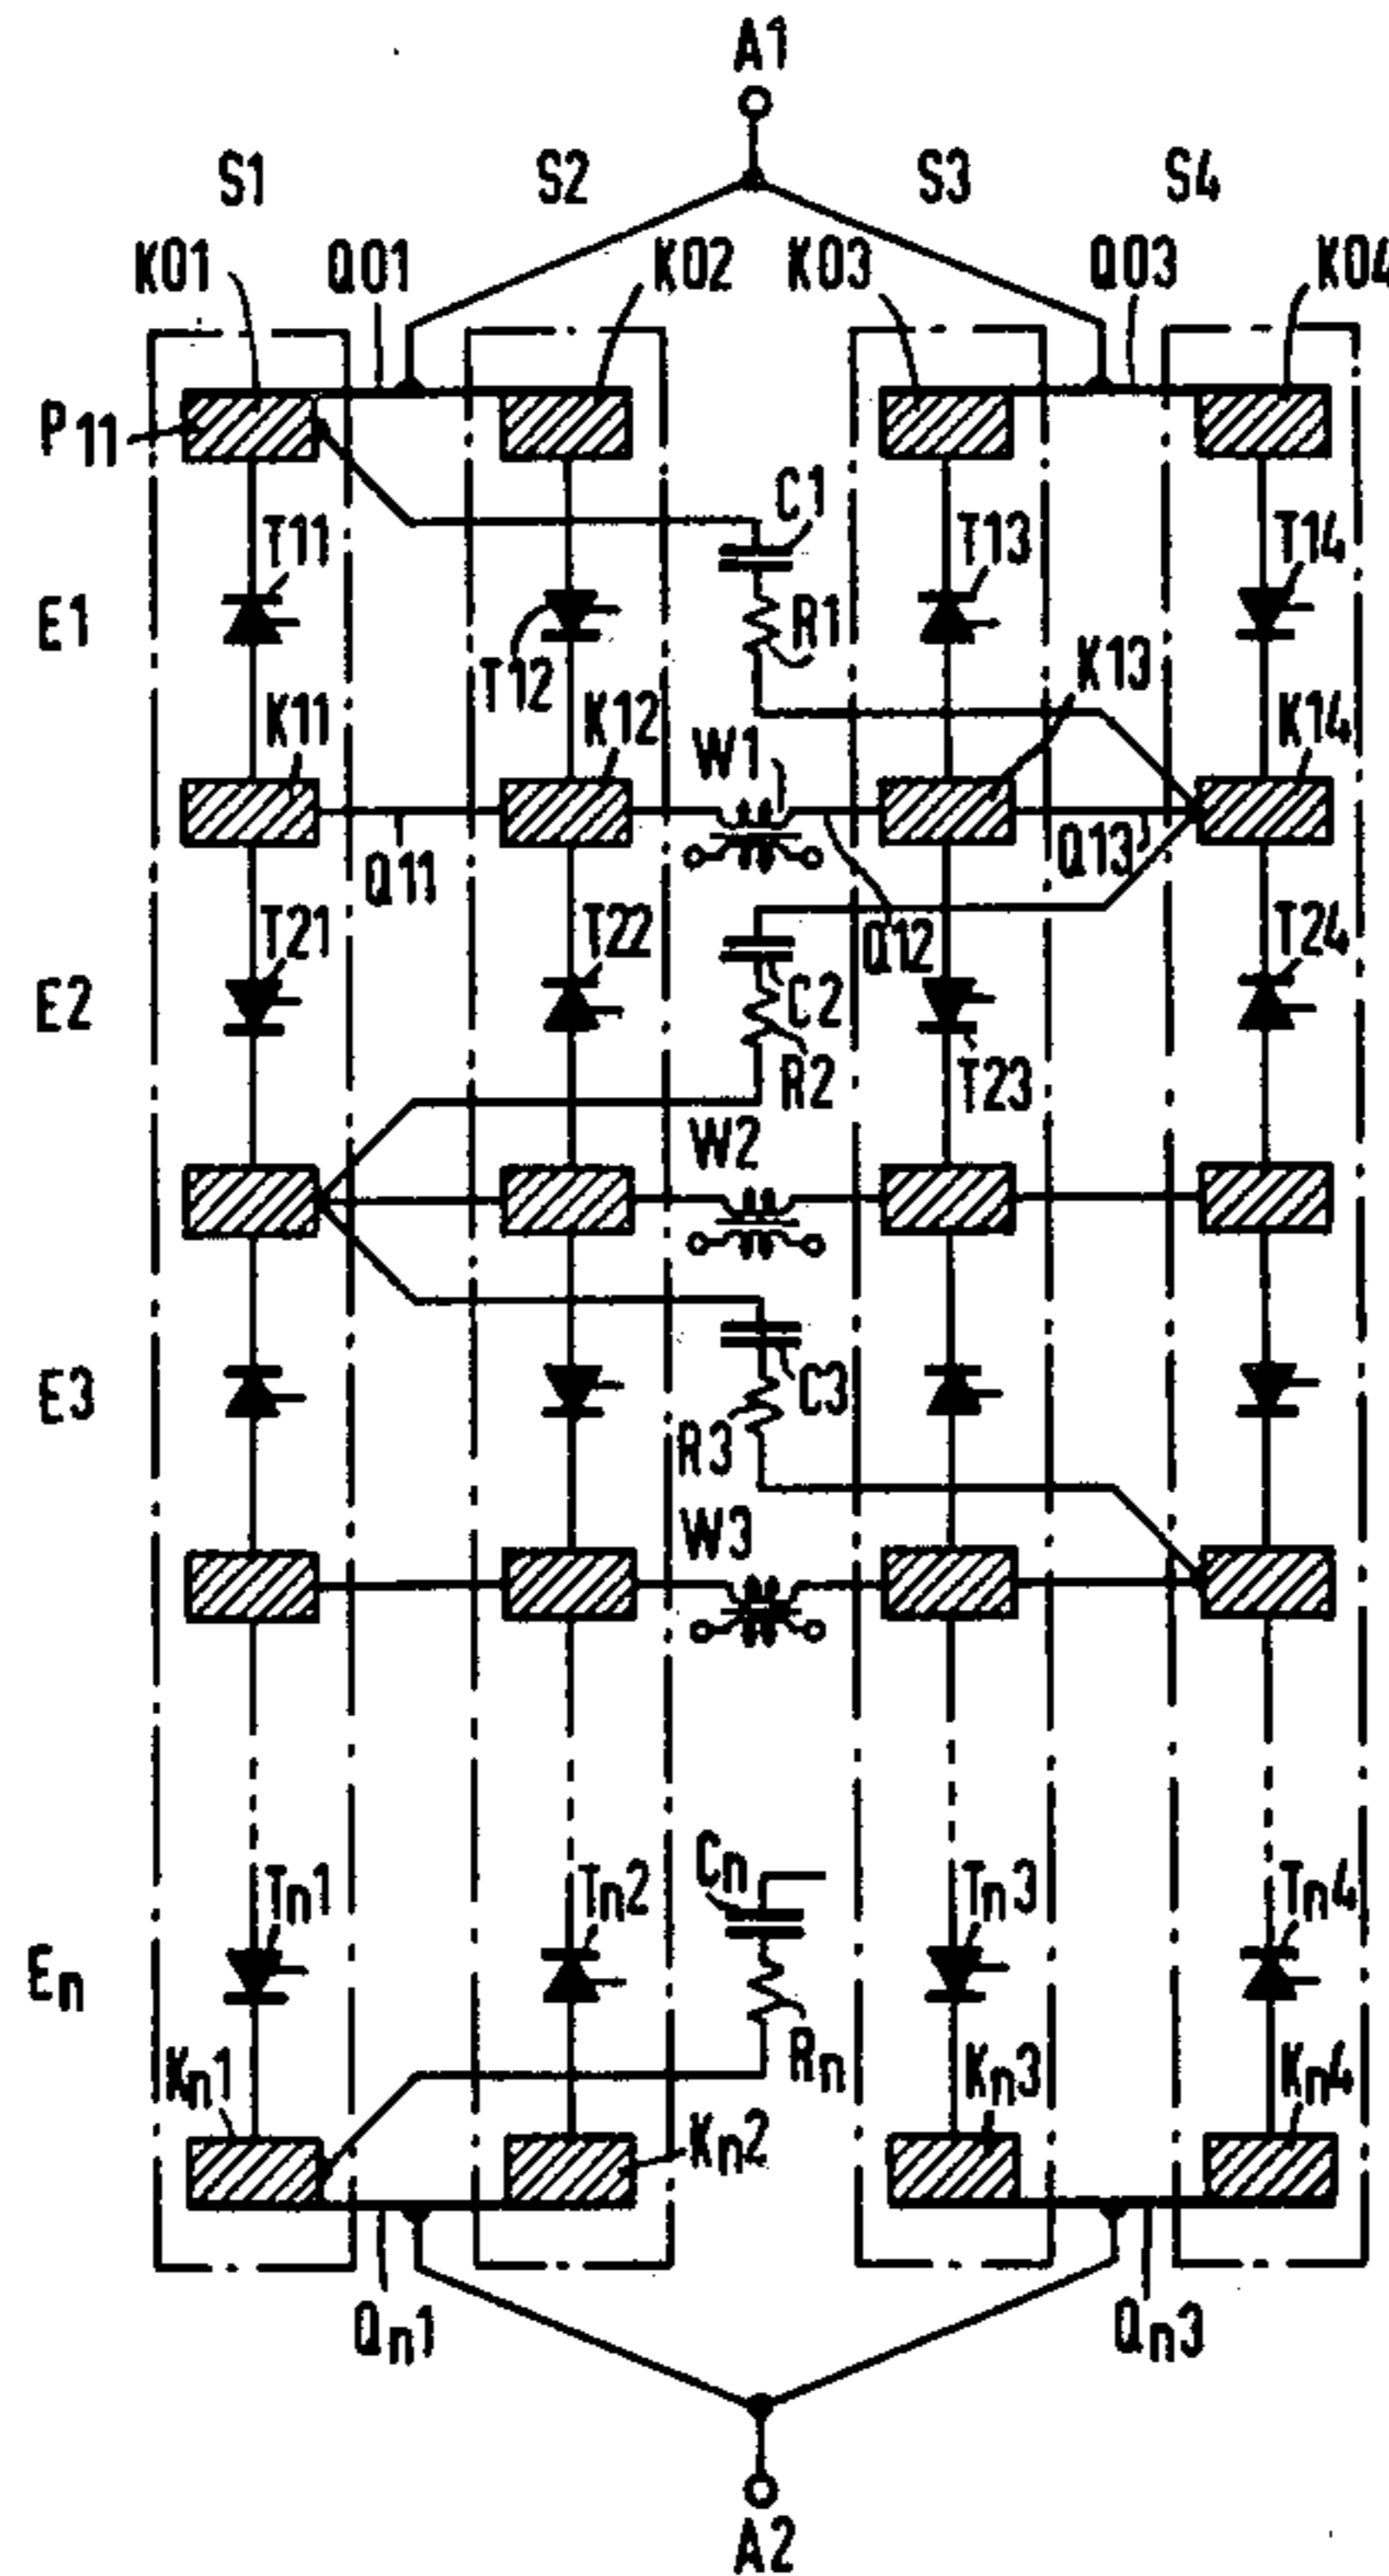 A1
S1 S2 S3 S4
K01 Q01 K02 K03 Q03 K04
P11
C1
T11 T13 T14
E1 R1
T12 K13
K11 K12 W1 K14
Q11 Q13
T21 T22 Q12 T24
E2 C2
R2 T23
W2
E3 C3
R3
W3
Cn
Tn1 Tn2 Tn3 Tn4
En
Rn
Kn1 Kn3 Kn4
Kn2
Qn1 Qn3
A2